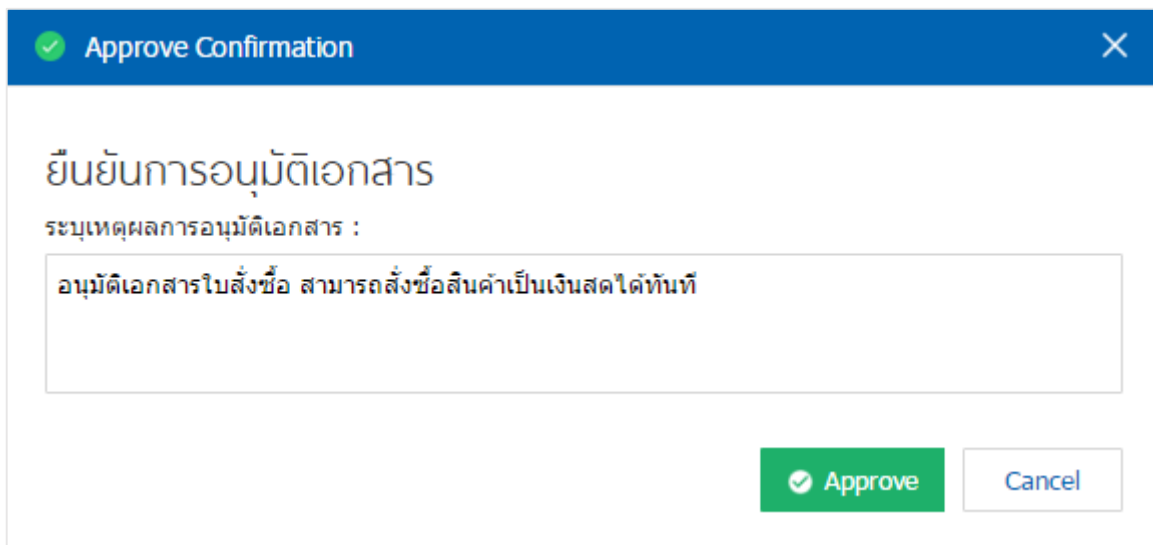 Approve Confirmation
ยืนยันการอนุมัติเอกสาร
ระบุเหตุผลการอนุมัติเอกสาร :
อนุมัติเอกสารใบสั่งซื้อ สามารถสั่งซื้อสินค้าเป็นเงินสดได้ทันที
Approve Cancel